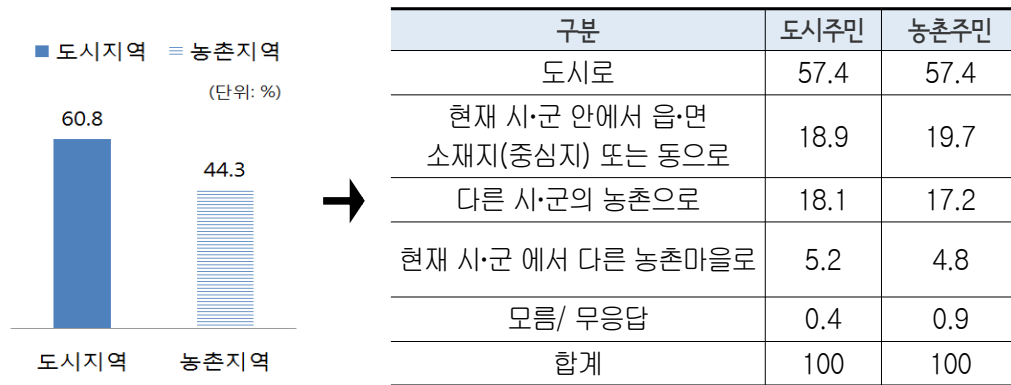 ■ 도시지역 ≡ 농촌지역
(단위: %)
60.8
44.3
도시지역 농촌지역
구분 도시주민 농촌주민
도시로 57.4 57.4
현재 시·군 안에서 읍·면
소재지(중심지) 또는 동으로 18.9 19.7
다른 시·군의 농촌으로 18.1 17.2
현재 시·군 에서 다른 농촌마을로 5.2 4.8
모름/ 무응답 0.4 0.9
합계 100 100